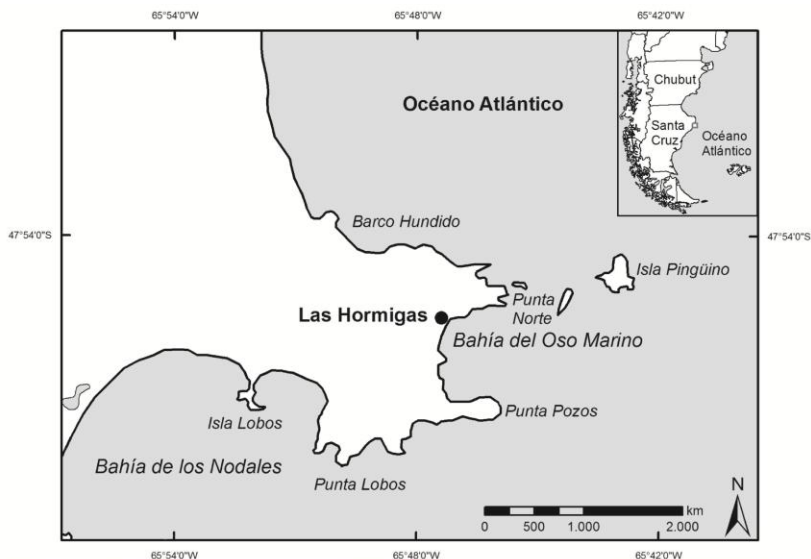 65°54'0"W
65°48'0"W
65°42'0"W
Océano Atlántico
Chubut
Santa
Cruz
Océano
Atlántico
Barco Hundido
47°54'0"S
47°54'0"S
Isla Pingüino
Punta
Norte
Las Hormigas
Bahía del Oso Marino
Isla Lobos
Punta Pozos
Bahía de los Nodales
Punta Lobos
N
km
0
500
1.000
2.000
65°54'0"W
65°48'0"W
65°42'0"W